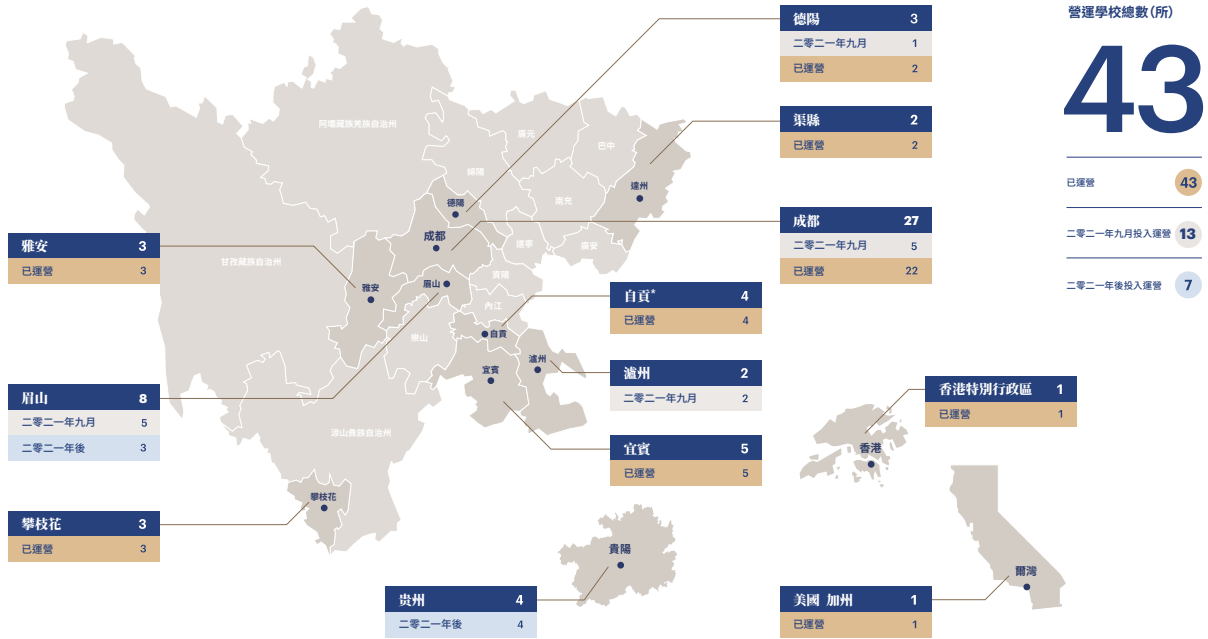 營運學校總數(所)
43
已運營 43
二零二一年九月投入運營 13
二零二一年後投入運營 7
德陽 3
二零二一年九月 1
已運營 2
渠縣 2
已運營 2
成都 27
二零二一年九月 5
已運營 22
雅安 3
已運營 3
自貢* 4
已運營 4
瀘州 2
二零二一年九月 2
眉山 8
二零二一年九月 5
二零二一年後 3
宜賓 5
已運營 5
攀枝花 3
已運營 3
贵州 4
二零二一年後 4
香港特別行政區 1
已運營 1
美國 加州 1
已運營 1
阿壩藏族羌族自治州
廣元
巴中
綿陽
達州
南充
德陽
成都
遂寧
廣安
甘孜藏族自治州
資陽
眉山
雅安
內江
自貢
樂山
瀘州
宜賓
涼山彝族自治州
攀枝花
貴陽
香港
爾灣